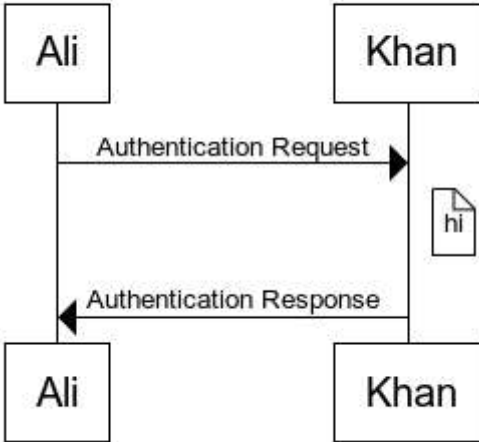 Ali
Khan
Authentication Request
hi
Authentication Response
Ali
Khan